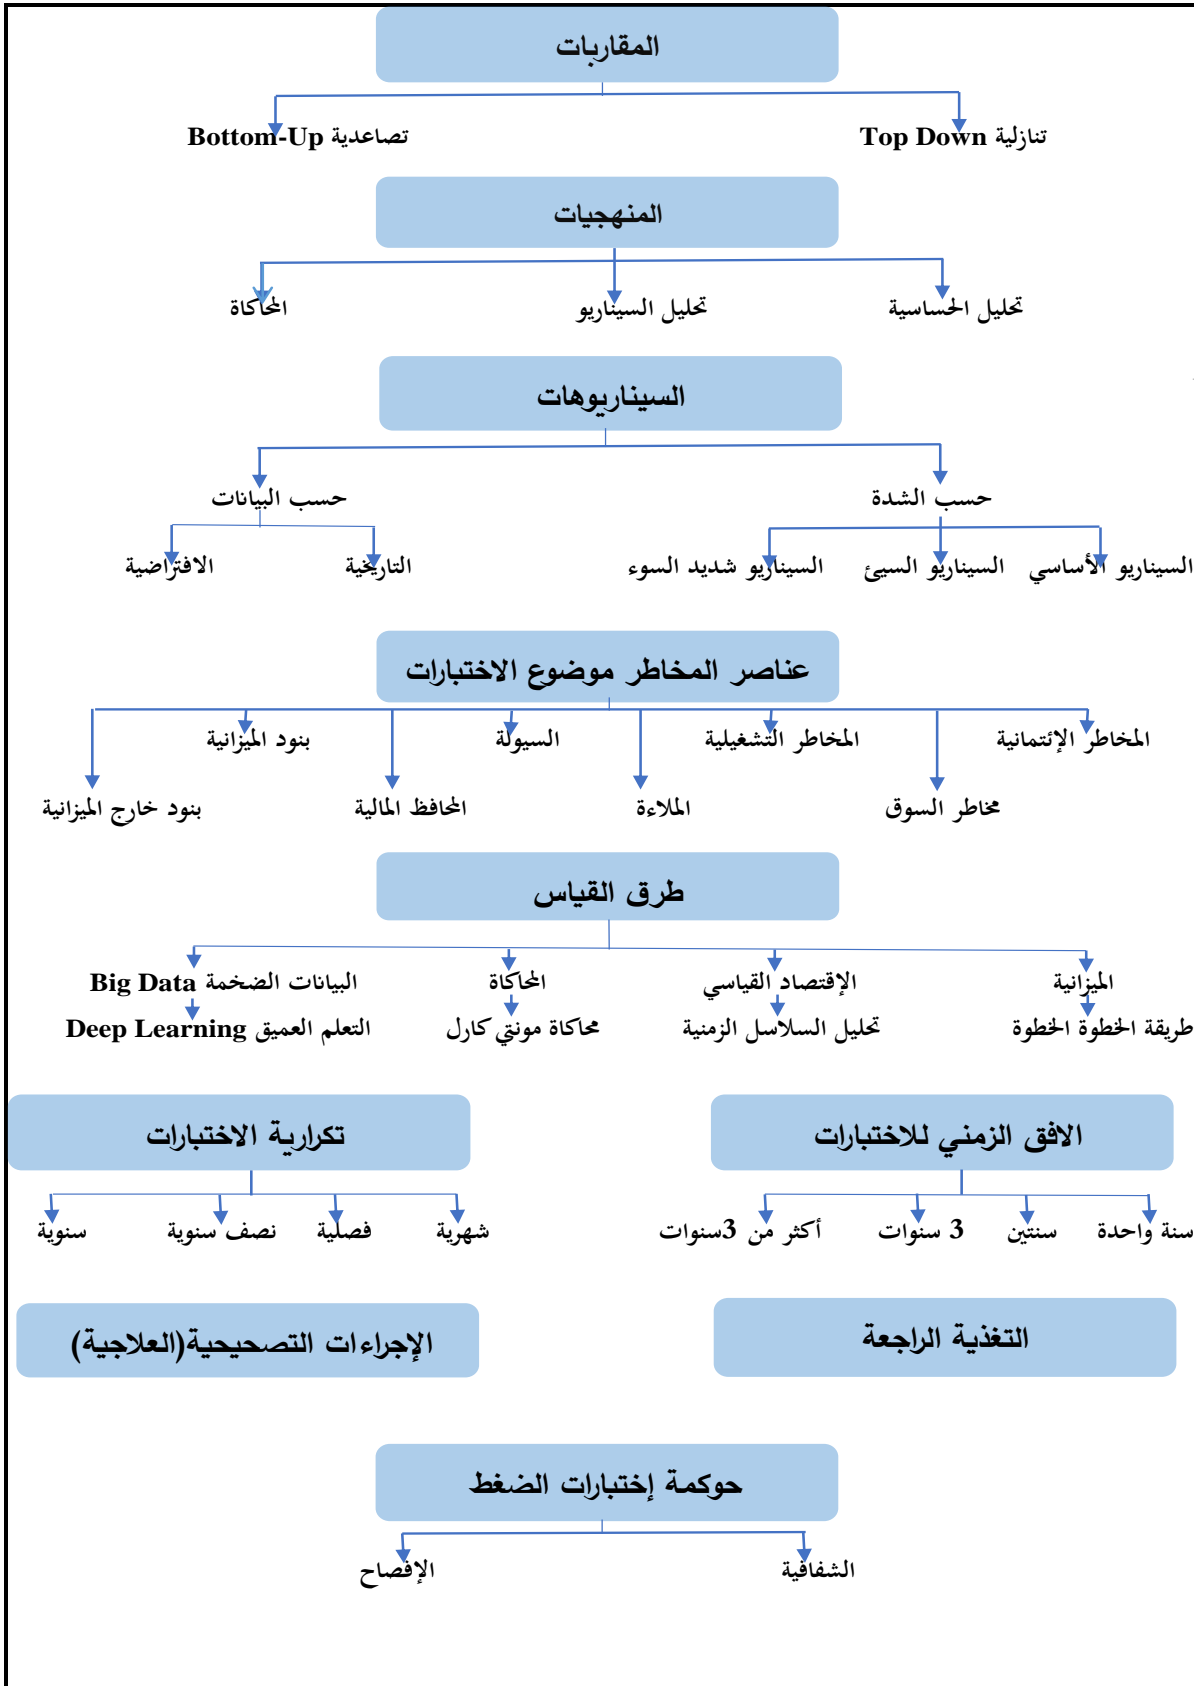 المقاربات
تنازلية Top Down تصاعدية Bottom-Up
المنهجيات
تحليل الحساسية تحليل السيناريو المحاكاة
السيناريوهات
حسب الشدة حسب البيانات
السيناريو الأساسي السيناريو السيئ السيناريو شديد السوء التاريخية الافتراضية
عناصر المخاطر موضوع الاختبارات
المخاطر الإئتمانية المخاطر التشغيلية السيولة بنود الميزانية
مخاطر السوق الملاءة المحافظ المالية بنود خارج الميزانية
طرق القياس
الميزانية الإقتصاد القياسي المحاكاة البيانات الضخمة Big Data
طريقة الخطوة الخطوة تحليل السلاسل الزمنية محاكاة مونتي كارل التعلم العميق Deep Learning
الافق الزمني للاختبارات تكرارية الاختبارات
سنة واحدة سنتين 3 سنوات أكثر من 3سنوات شهرية فصلية نصف سنوية سنوية
التغذية الراجعة الإجراءات التصحيحية(العلاجية)
حوكمة إختبارات الضغط
الشفافية الإفصاح